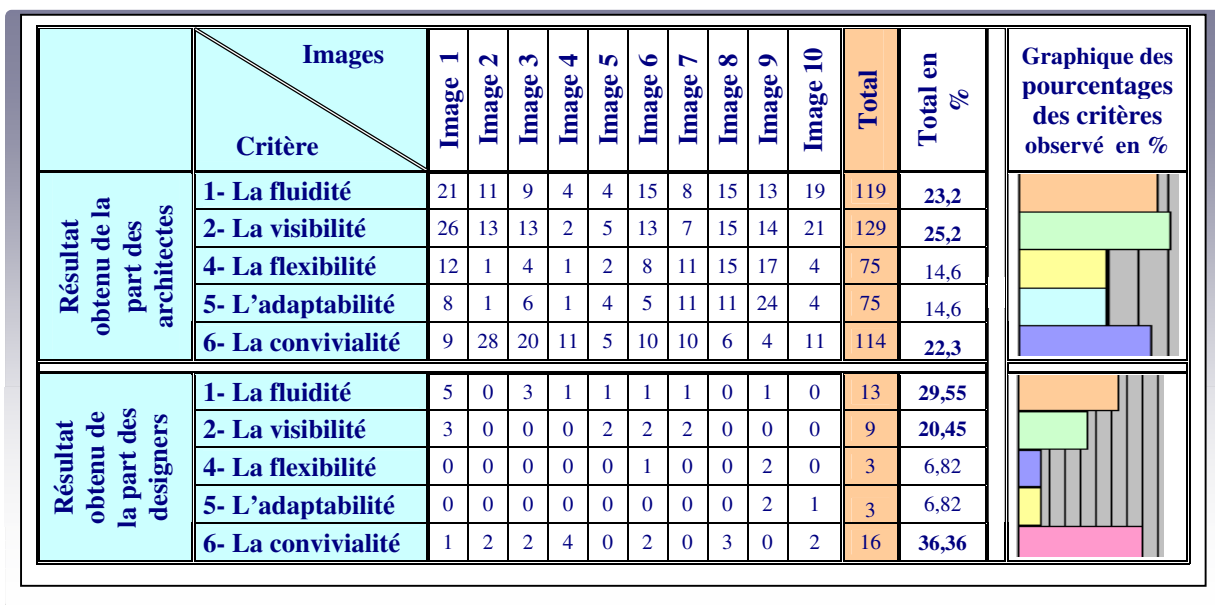 Images
Critère
Image 1
Image 2
Image 3
Image 4
Image 5
Image 6
Image 7
Image 8
Image 9
Image 10
Total
Total en
%
Graphique des
pourcentages
des critères
observé en %
Résultat
obtenu de la
part des
architectes
1- La fluidité 21 11 9 4 4 15 8 15 13 19 119 23,2
2- La visibilité 26 13 13 2 5 13 7 15 14 21 129 25,2
4- La flexibilité 12 1 4 1 2 8 11 15 17 4 75 14,6
5- L’adaptabilité 8 1 6 1 4 5 11 11 24 4 75 14,6
6- La convivialité 9 28 20 11 5 10 10 6 4 11 114 22,3
Résultat
obtenu de
la part des
designers
1- La fluidité 5 0 3 1 1 1 1 0 1 0 13 29,55
2- La visibilité 3 0 0 0 2 2 2 0 0 0 9 20,45
4- La flexibilité 0 0 0 0 0 1 0 0 2 0 3 6,82
5- L’adaptabilité 0 0 0 0 0 0 0 0 2 1 3 6,82
6- La convivialité 1 2 2 4 0 2 0 3 0 2 16 36,36